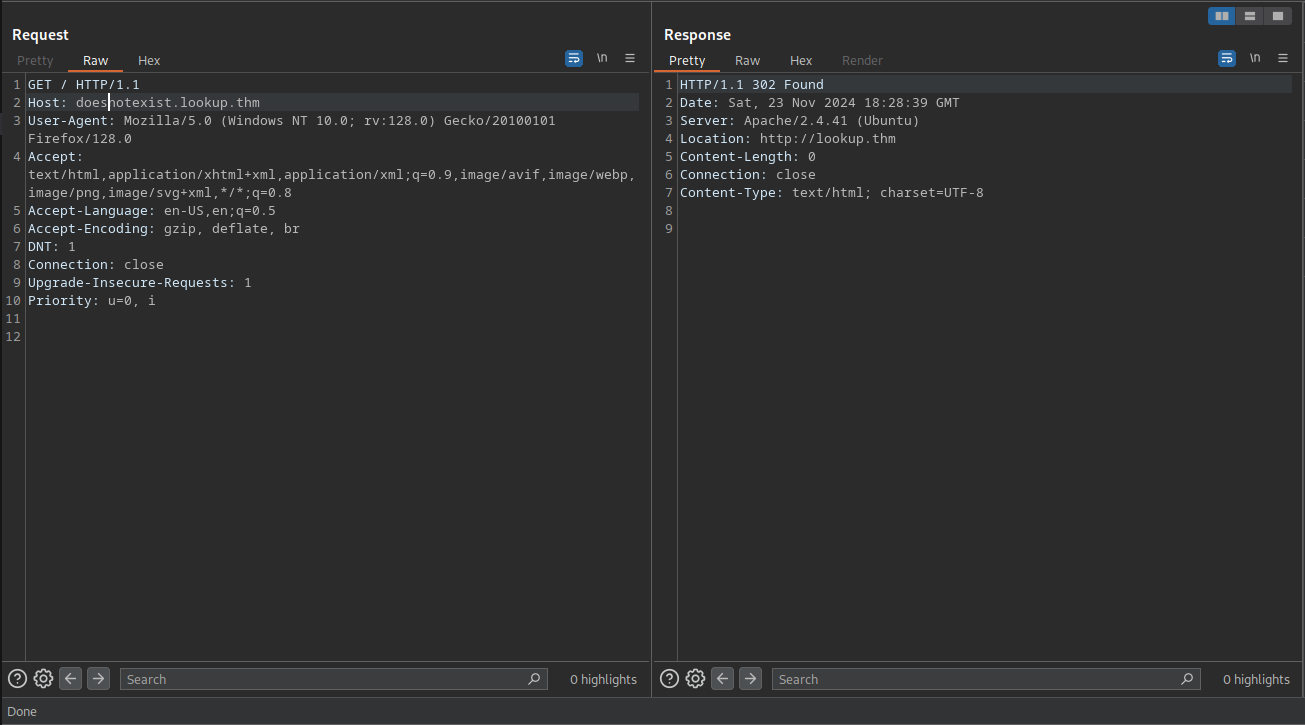 Request
Pretty Raw Hex
\n
1 GET / HTTP/1.1
2 Host: doesnotexist.lookup.thm
3 User-Agent: Mozilla/5.0 (Windows NT 10.0; rv:128.0) Gecko/20100101
Firefox/128.0
4 Accept:
text/html,application/xhtml+xml,application/xml;q=0.9,image/avif,image/webp,
image/png,image/svg+xml,*/*;q=0.8
5 Accept-Language: en-US,en;q=0.5
6 Accept-Encoding: gzip, deflate, br
7 DNT: 1
8 Connection: close
9 Upgrade-Insecure-Requests: 1
10 Priority: u=0, i
11
12
Search
0 highlights
Response
Pretty Raw Hex Render
\n
1 HTTP/1.1 302 Found
2 Date: Sat, 23 Nov 2024 18:28:39 GMT
3 Server: Apache/2.4.41 (Ubuntu)
4 Location: http://lookup.thm
5 Content-Length: 0
6 Connection: close
7 Content-Type: text/html; charset=UTF-8
8
9
Search
0 highlights
Done